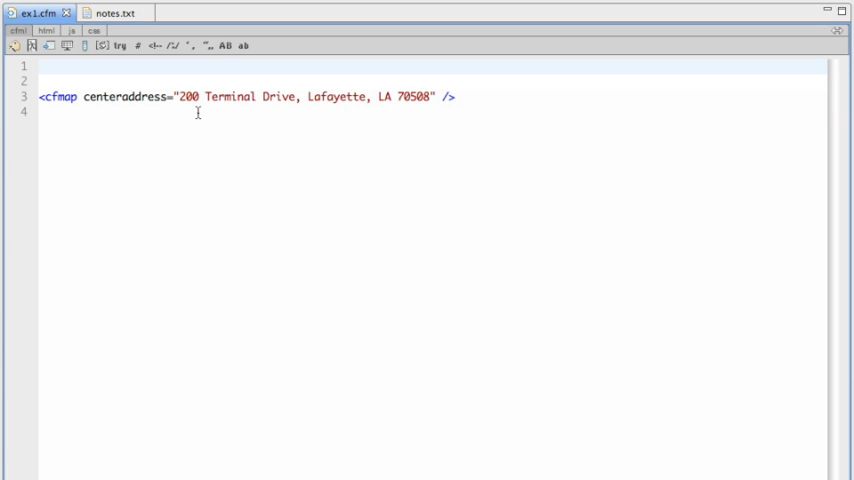 ex1.cfm notes.txt
cfml html js css
try # <!-- /*/ ", "", AB ab
1
2
3 <cfmap centeraddress="200 Terminal Drive, Lafayette, LA 70508" />
4